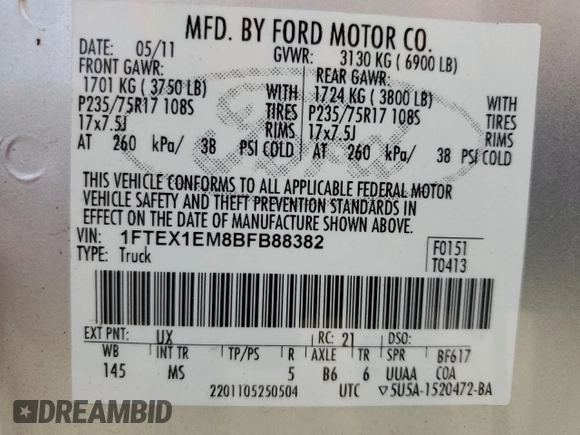 MFD. BY FORD MOTOR CO.
DATE: 05/11 GVWR: 3130 KG ( 6900 LB)
FRONT GAWR: REAR GAWR:
1701 KG ( 3750 LB) 1724 KG ( 3800 LB)
P235/75R17 108S TIRES P235/75R17 108S TIRES
17x7.5J RIMS 17x7.5J RIMS
AT 260 kPa/ 38 PSI COLD AT 260 kPa/ 38 PSI COLD
Ford
THIS VEHICLE CONFORMS TO ALL APPLICABLE FEDERAL MOTOR
VEHICLE SAFETY AND THEFT PREVENTION STANDARDS IN
EFFECT ON THE DATE OF MANUFACTURE SHOWN ABOVE.
VIN: 1FTEX1EM8BFB88382 F0151
TYPE: Truck T0413
EXT PNT: UX RC: 21 DSO:
WB INT TR TP/PS R AXLE TR SPR BF617
145 MS 5 B6 6 UUAA COA
2201105250504 UTC ▽5U5A-1520472-BA
DREAMBID